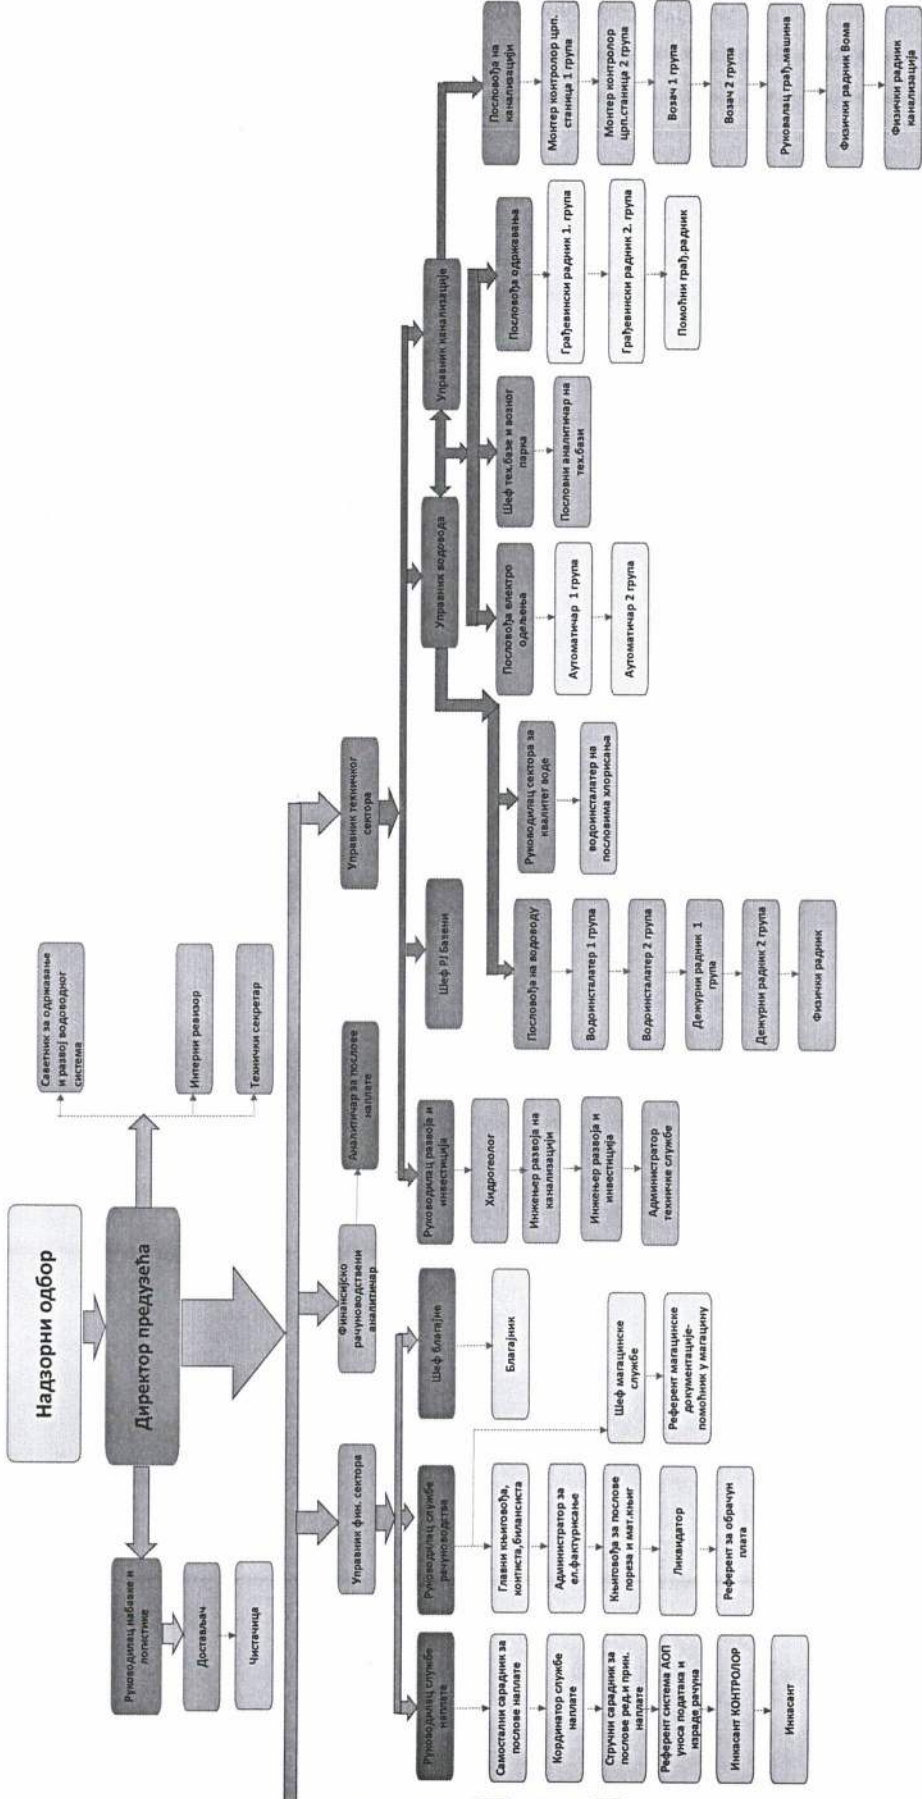 Надзорни одбор
Директор предузећа
Саветник за одржавање
и развој водоводног
система
Интерни ревизор
Технички секретар
Руководилац набавке и
логистике
Достављач
Чистачица
Управник фин. сектора
Финансијско
рачуноводствени
аналитичар
Аналитичар за послове
наплате
Управник техничког
сектора
Руководилац службе
наплате
Самостални сарадник за
послове наплате
Кординатор службе
наплате
Стручни сарадник за
послове ред.и прин.
наплате
Референт система АОП
уноса података и
израде рачуна
Инкасант КОНТРОЛОР
Инкасант
Руководилац службе
рачуноводства
Главни књиговођа,
контиста,билансиста
Администратор за
ел.фактурисање
Књиговођа за послове
пореза и мат.књиг
Ликвидатор
Референт за обрачун
плата
Шеф магацинске
службе
Референт магацинске
документације-
помоћник у магацину
Шеф благајне
Благајник
Руководилац развоја и
инвестиција
Хидрогеолог
Инжењер развоја на
канализацији
Инжењер развоја и
инвестиција
Администратор
техничке службе
Шеф РЈ Базени
Управник водовода
Управник канализације
Пословођа на водоводу
Водоинсталатер 1 група
Водоинсталатер 2 група
Дежурни радник 1
група
Дежурни радник 2 група
Физички радник
Руководилац сектора за
квалитет воде
водоинсталатер на
пословима хлорисања
Пословођа електро
одељења
Аутоматичар 1 група
Аутоматичар 2 група
Шеф тех.базе и возног
парка
Пословни аналитичар на
тех.бази
Пословођа одржавања
Грађевински радник 1. група
Грађевински радник 2. група
Помоћни грађ.радник
Пословођа на
канализацији
Монтер контролор црп.
станица 1 група
Монтер контролор
црп.станица 2 група
Возач 1 група
Возач 2 група
Руковалац грађ.машина
Физички радник Вома
Физички радник
канализација